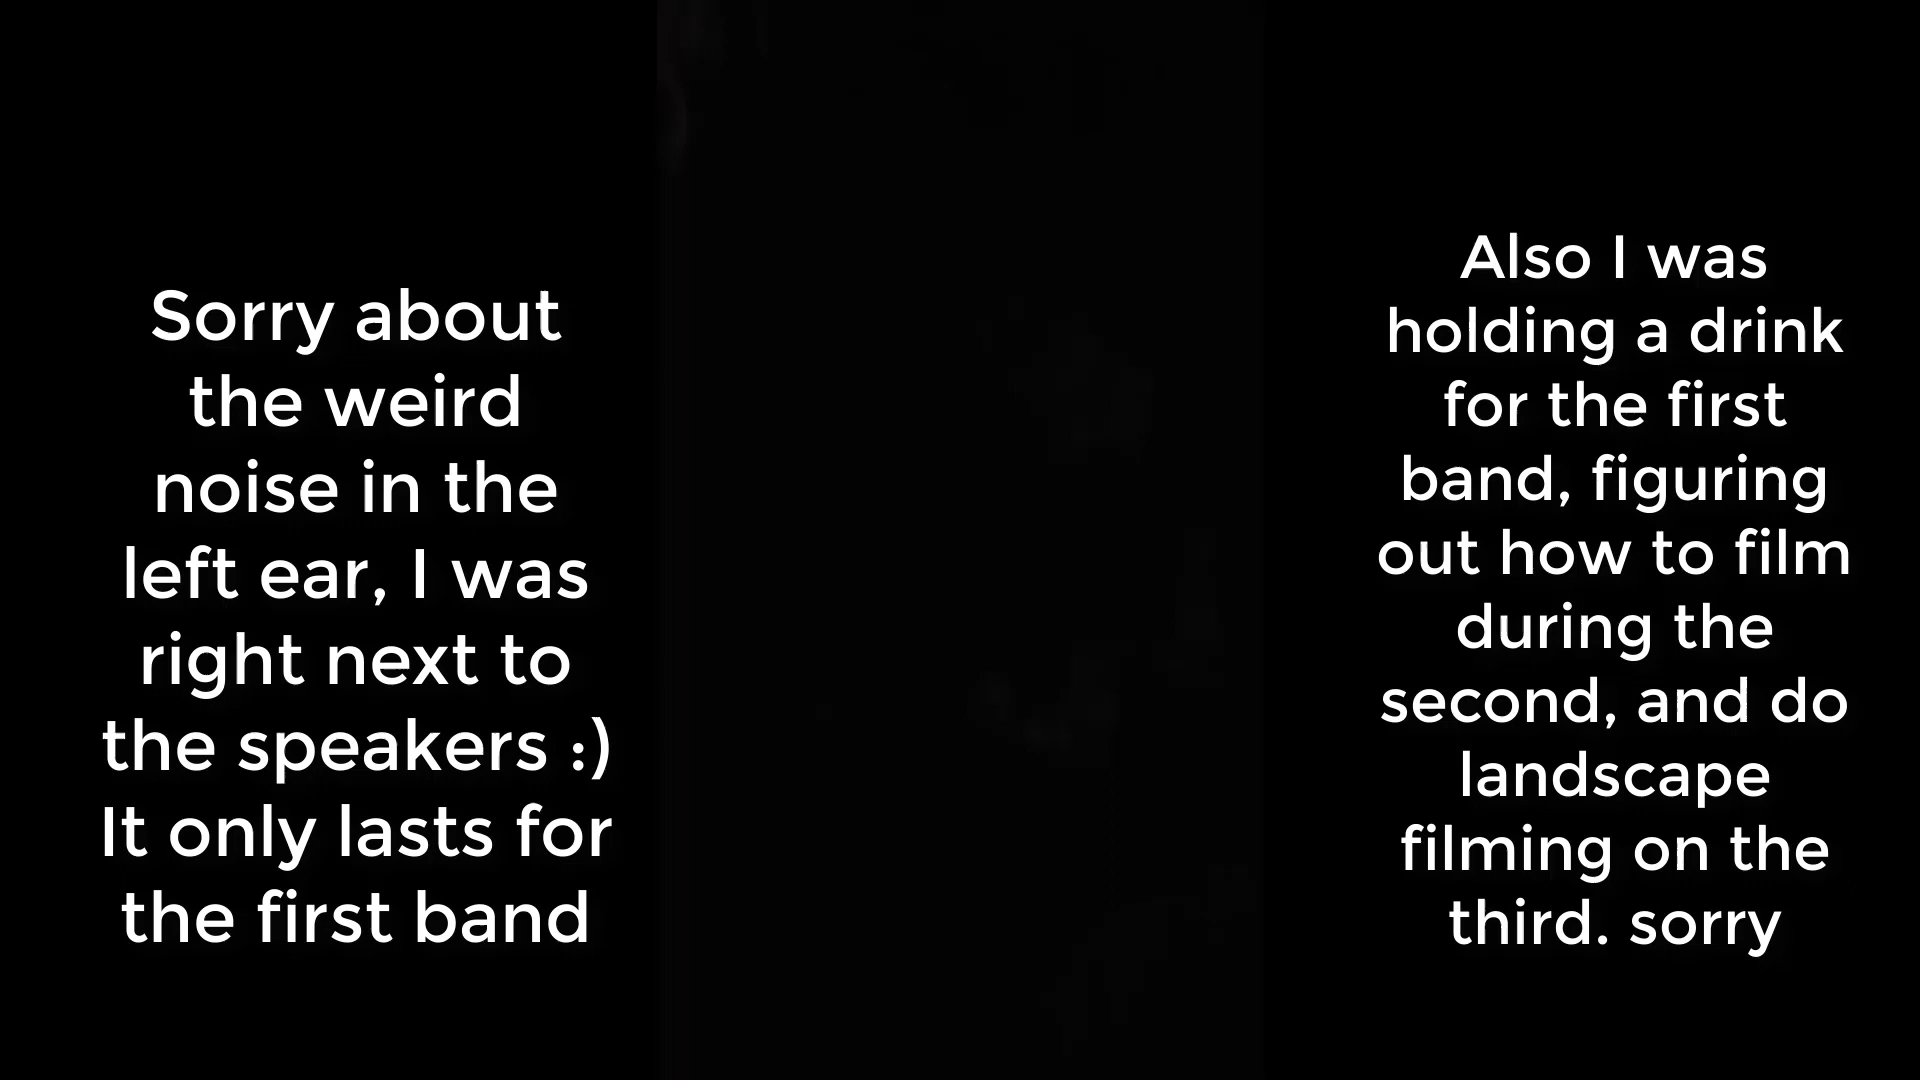 Sorry about
the weird
noise in the
left ear, I was
right next to
the speakers :)
It only lasts for
the first band
Also I was
holding a drink
for the first
band, figuring
out how to film
during the
second, and do
landscape
filming on the
third. sorry